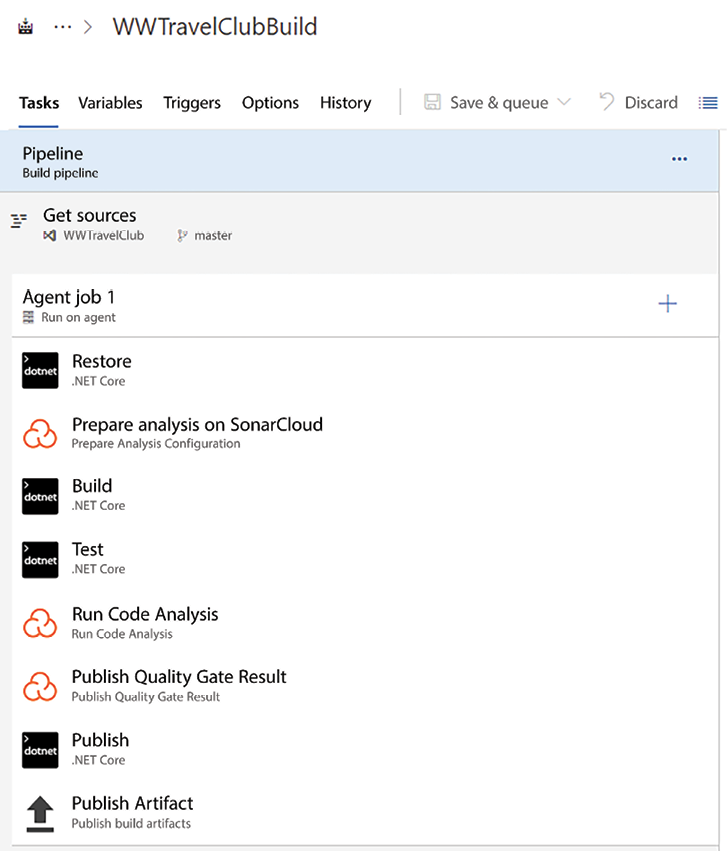 ··· > WWTravelClubBuild
Tasks Variables Triggers Options History Save & queue Discard
Pipeline
Build pipeline
Get sources
WWTravelClub master
Agent job 1
Run on agent
Restore
.NET Core
Prepare analysis on SonarCloud
Prepare Analysis Configuration
Build
.NET Core
Test
.NET Core
Run Code Analysis
Run Code Analysis
Publish Quality Gate Result
Publish Quality Gate Result
Publish
.NET Core
Publish Artifact
Publish build artifacts
dotnet
dotnet
dotnet
dotnet